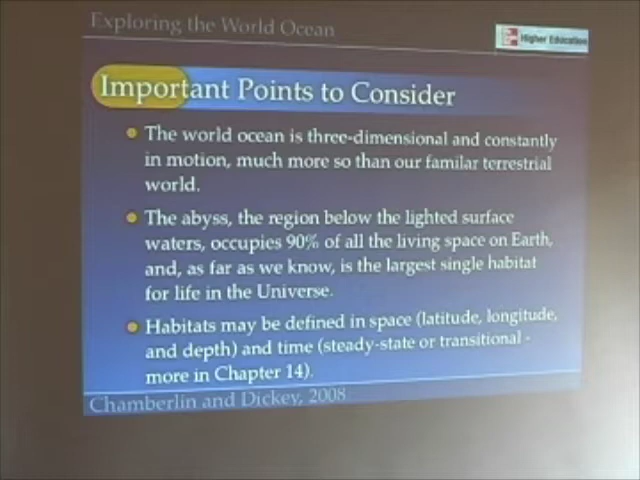 Exploring the World Ocean
Higher Education
Important Points to Consider
The world ocean is three-dimensional and constantly
in motion, much more so than our familar terrestrial
world.
The abyss, the region below the lighted surface
waters, occupies 90% of all the living space on Earth,
and, as far as we know, is the largest single habitat
for life in the Universe.
Habitats may be defined in space (latitude, longitude,
and depth) and time (steady-state or transitional -
more in Chapter 14).
Chamberlin and Dickey, 2008